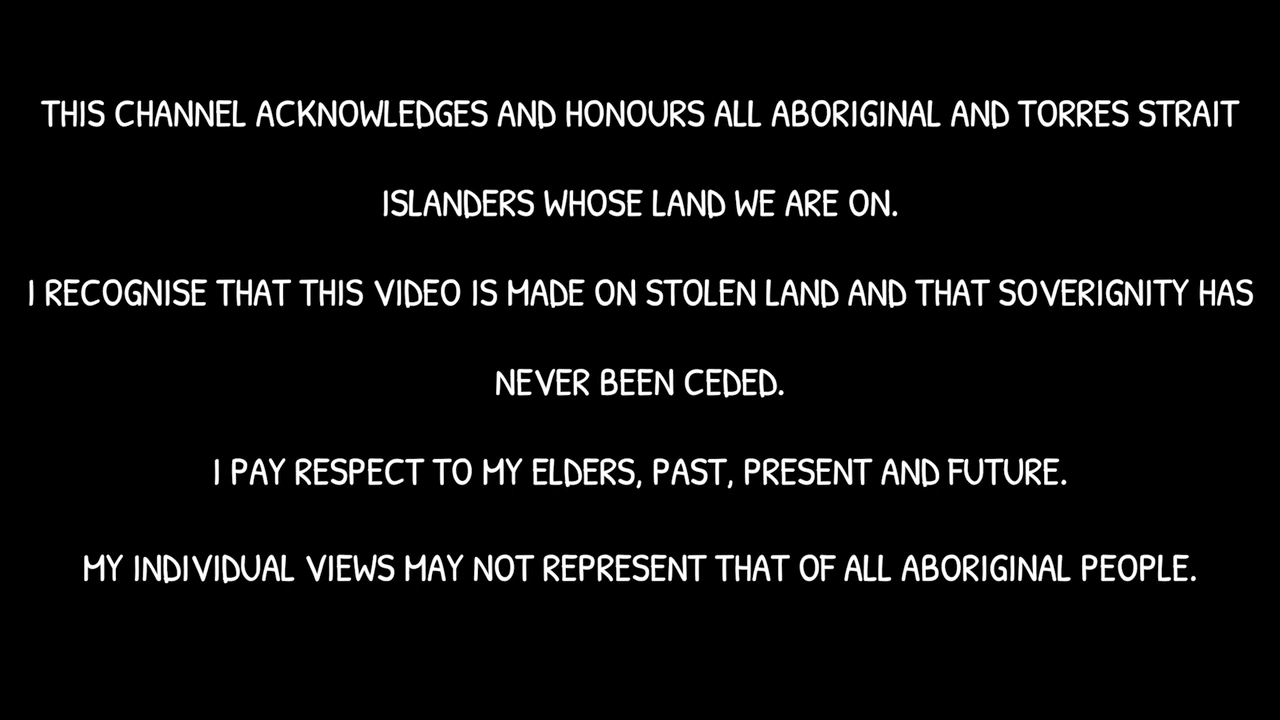 THIS CHANNEL ACKNOWLEDGES AND HONOURS ALL ABORIGINAL AND TORRES STRAIT
ISLANDERS WHOSE LAND WE ARE ON.
I RECOGNISE THAT THIS VIDEO IS MADE ON STOLEN LAND AND THAT SOVERIGNITY HAS
NEVER BEEN CEDED.
I PAY RESPECT TO MY ELDERS, PAST, PRESENT AND FUTURE.
MY INDIVIDUAL VIEWS MAY NOT REPRESENT THAT OF ALL ABORIGINAL PEOPLE.